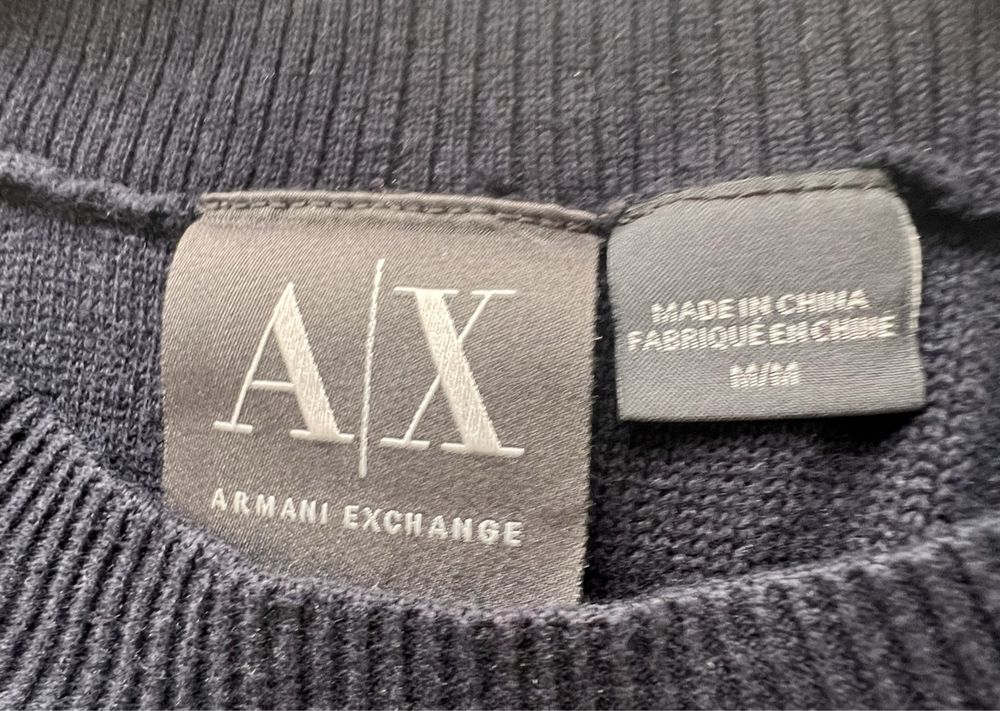 A|X
ARMANI EXCHANGE
MADE IN CHINA
FABRIQUÉ EN CHINE
M/M